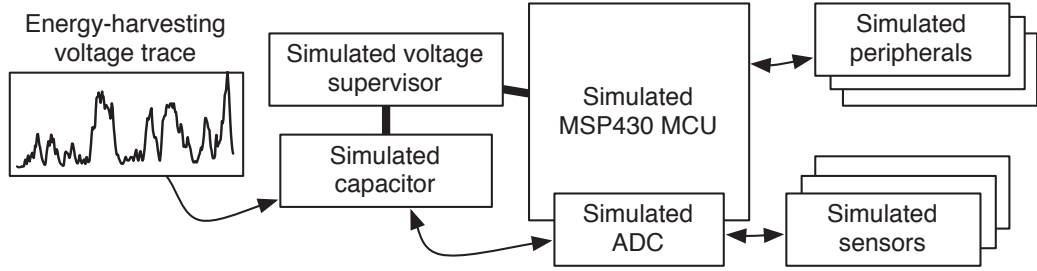 Energy-harvesting
voltage trace
Simulated voltage
supervisor
Simulated
capacitor
Simulated
MSP430 MCU
Simulated
ADC
Simulated
peripherals
Simulated
sensors